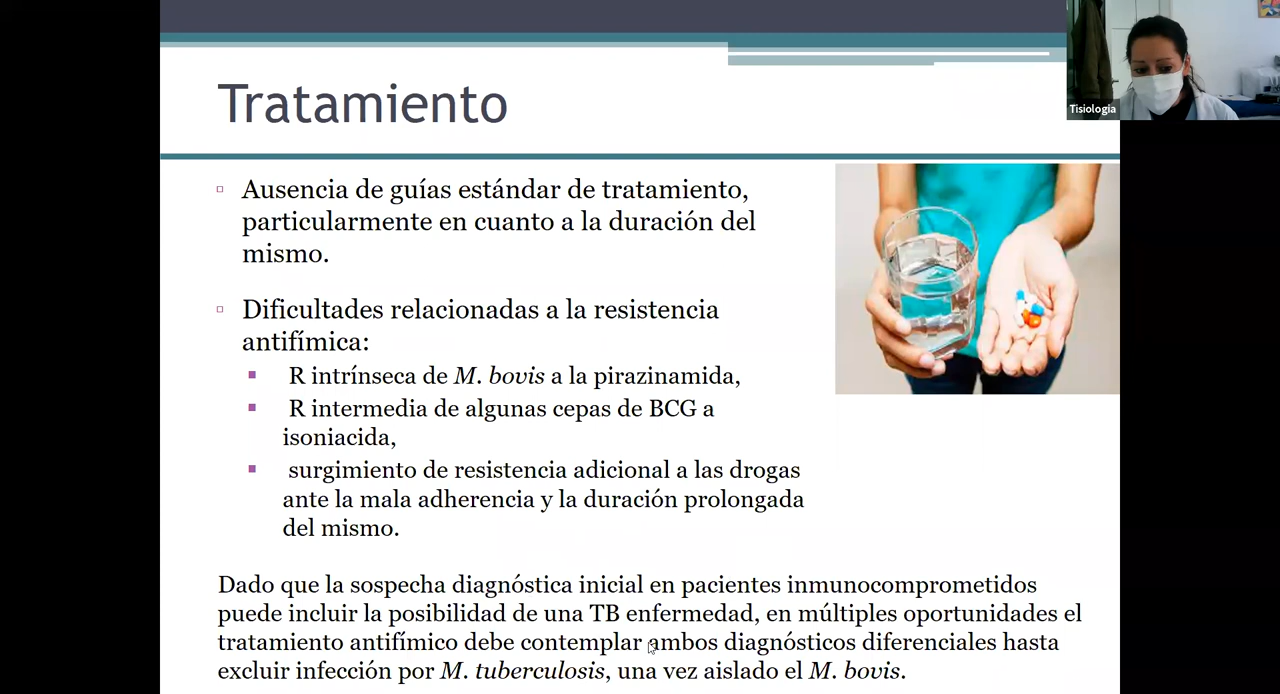 Tratamiento
Tisiologia
Ausencia de guías estándar de tratamiento,
particularmente en cuanto a la duración del
mismo.
Dificultades relacionadas a la resistencia
antifímica:
R intrínseca de M. bovis a la pirazinamida,
R intermedia de algunas cepas de BCG a
isoniacida,
surgimiento de resistencia adicional a las drogas
ante la mala adherencia y la duración prolongada
del mismo.
Dado que la sospecha diagnóstica inicial en pacientes inmunocomprometidos
puede incluir la posibilidad de una TB enfermedad, en múltiples oportunidades el
tratamiento antifímico debe contemplar ambos diagnósticos diferenciales hasta
excluir infección por M. tuberculosis, una vez aislado el M. bovis.